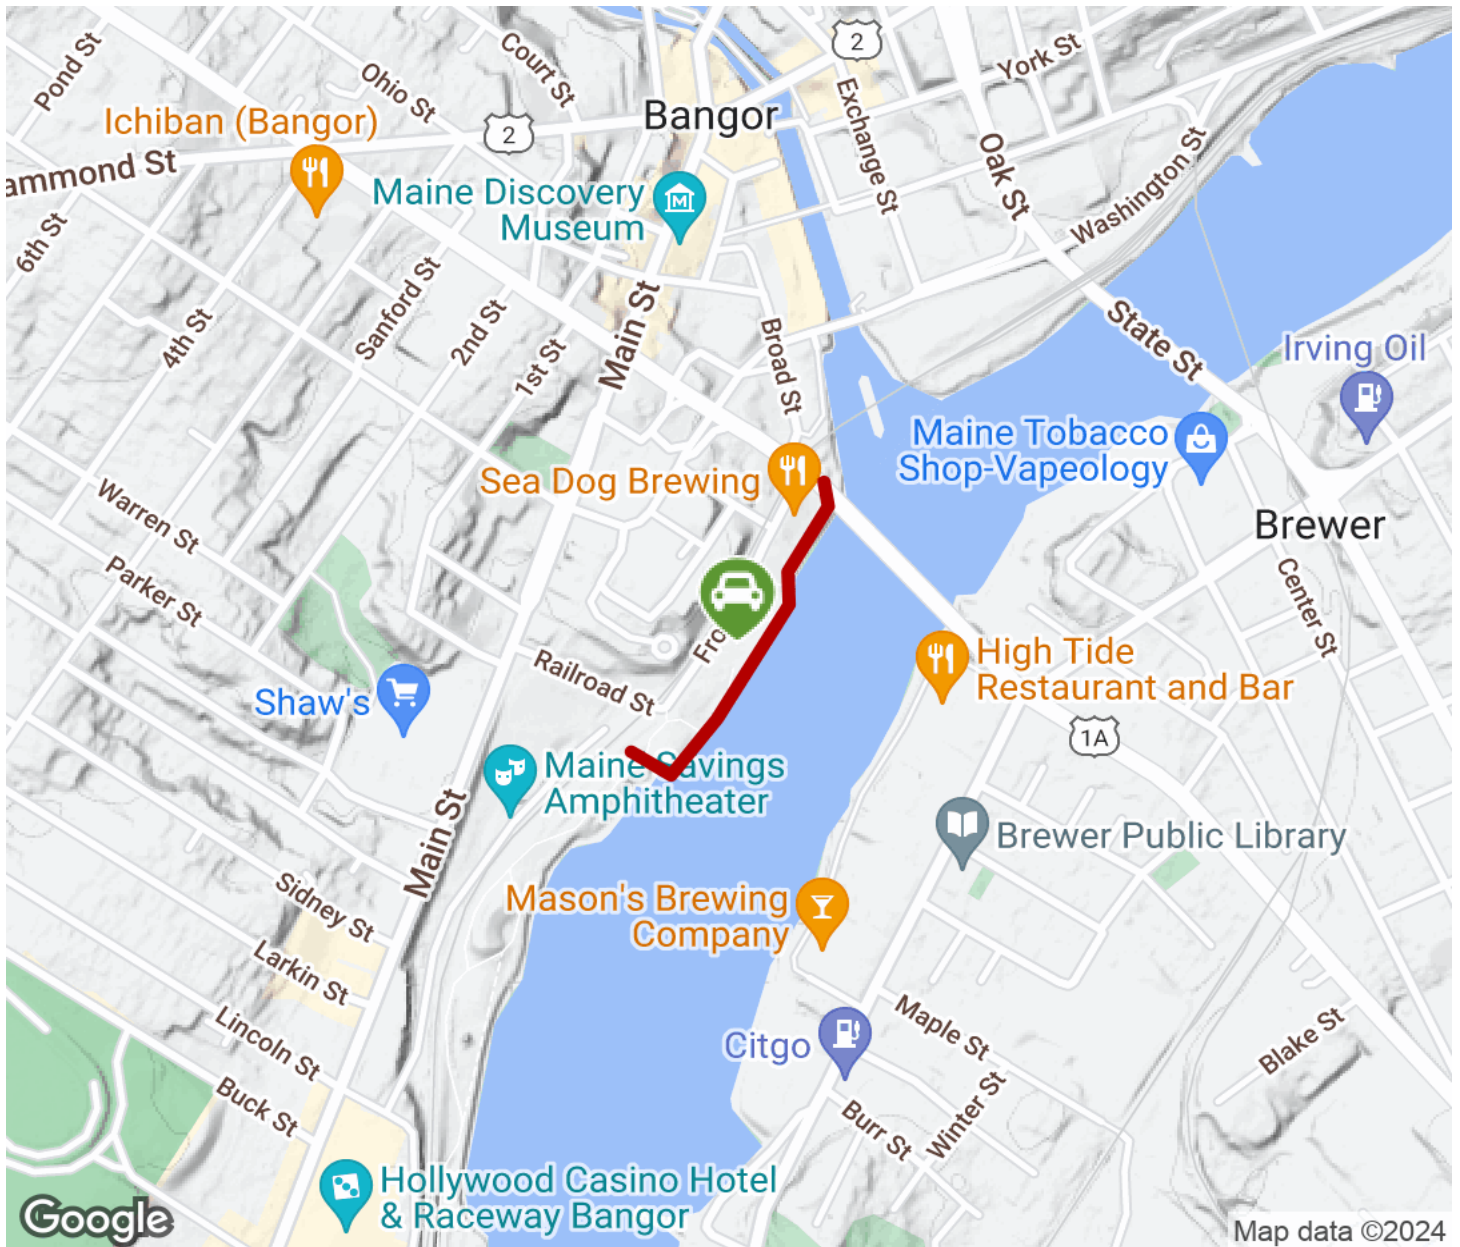 Pond St
Court St
2
York St
Ohio St
Exchange St
Ichiban (Bangor)
2
Bangor
Oak St
Washington St
ammond St
Maine Discovery
Museum
6th St
Sanford St
2nd St
Main St
4th St
1st St
Broad St
State St
Irving Oil
Maine Tobacco
Shop-Vapeology
Sea Dog Brewing
Warren St
Brewer
Parker St
Center St
Fro
High Tide
Restaurant and Bar
Railroad St
Shaw's
1A
Maine Savings
Amphitheater
Main St
Brewer Public Library
Sidney St
Mason's Brewing
Company
Larkin St
Lincoln St
Maple St
Citgo
Blake St
Buck St
Burr St
Winter St
Hollywood Casino Hotel
& Raceway Bangor
Google
Map data ©2024